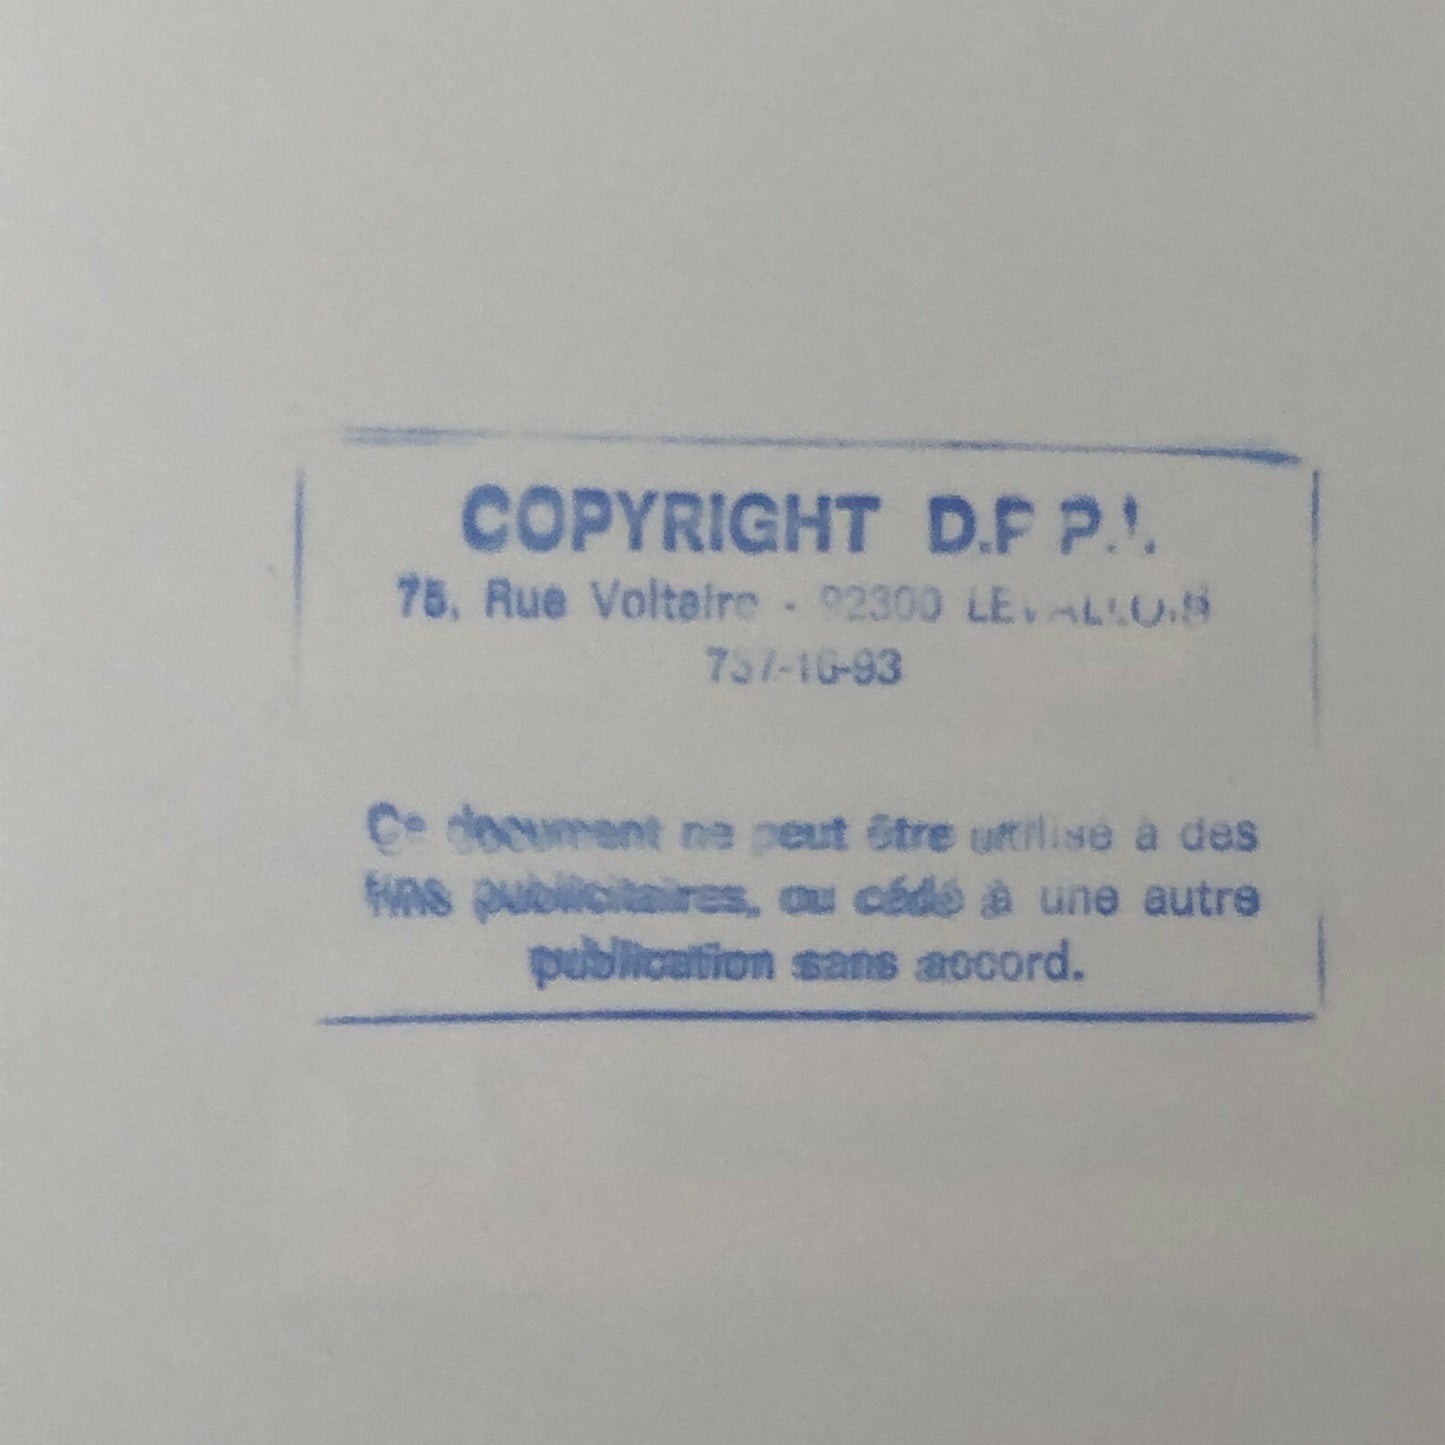 COPYRIGHT D.P.P.I.
75, Rue Voltaire - 92300 LEVALLOIS
757-16-93
Ce document ne peut être utilisé à des
fins publicitaires, ou cédé à une autre
publication sans accord.